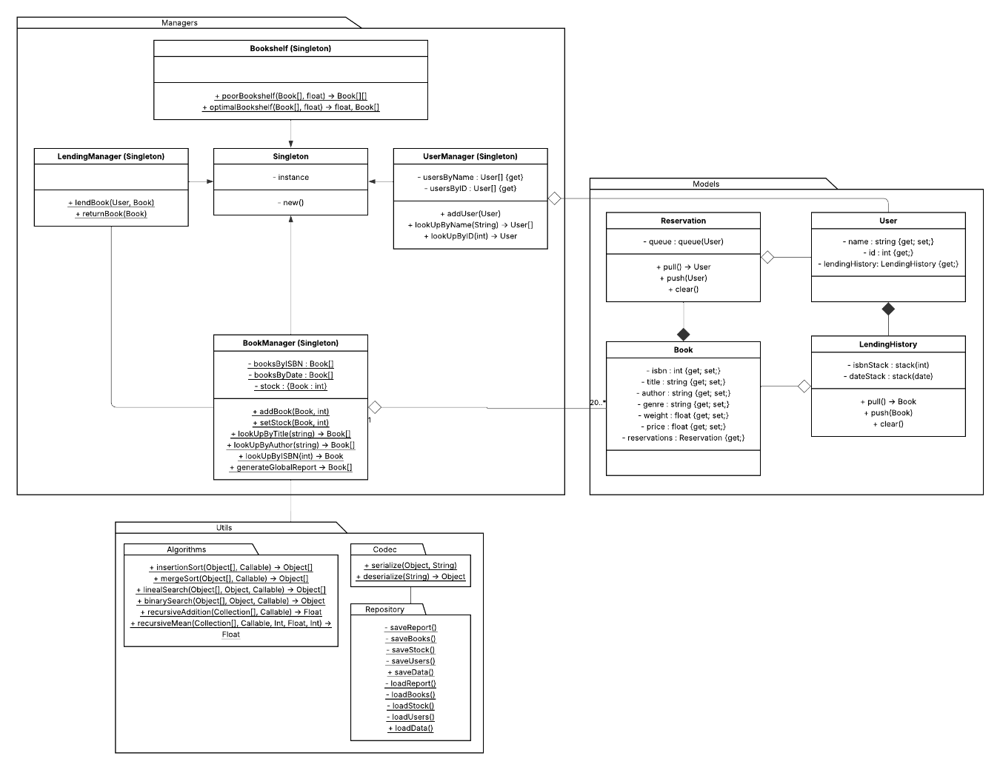 Managers
Bookshelf (Singleton)
+ poorBookshelf(Book[], float) → Book[][]
+ optimalBookshelf(Book[], float) → float, Book[]
LendingManager (Singleton)
+ lendBook(User, Book)
+ returnBook(Book)
Singleton
- instance
- new()
UserManager (Singleton)
- usersByName : User[] {get}
- usersByID : User[] {get}
+ addUser(User)
+ lookUpByName(String) → User[]
+ lookUpByID(int) → User
BookManager (Singleton)
- booksByISBN : Book[]
- booksByDate : Book[]
- stock : {Book : int}
+ addBook(Book, int)
+ setStock(Book, int)
+ lookUpByTitle(string) → Book[]
+ lookUpByAuthor(string) → Book[]
+ lookUpByISBN(int) → Book
+ generateGlobalReport → Book[]
1
20..*
Models
Reservation
- queue : queue(User)
+ pull() → User
+ push(User)
+ clear()
User
- name : string {get; set;}
- id : int {get;}
- lendingHistory: LendingHistory {get;}
Book
- isbn : int {get; set;}
- title : string {get; set;}
- author : string {get; set;}
- genre : string {get; set;}
- weight : float {get; set;}
- price : float {get; set;}
- reservations : Reservation {get;}
LendingHistory
- isbnStack : stack(int)
- dateStack : stack(date)
+ pull() → Book
+ push(Book)
+ clear()
Utils
Algorithms
+ insertionSort(Object[], Callable) → Object[]
+ mergeSort(Object[], Callable) → Object[]
+ linealSearch(Object[], Object, Callable) → Object[]
+ binarySearch(Object[], Object, Callable) → Object
+ recursiveAddition(Collection[], Callable) → Float
+ recursiveMean(Collection[], Callable, Int, Float, Int) →
Float
Codec
+ serialize(Object, String)
+ deserialize(String) → Object
Repository
- saveReport()
- saveBooks()
- saveStock()
- saveUsers()
+ saveData()
- loadReport()
- loadBooks()
- loadStock()
- loadUsers()
+ loadData()